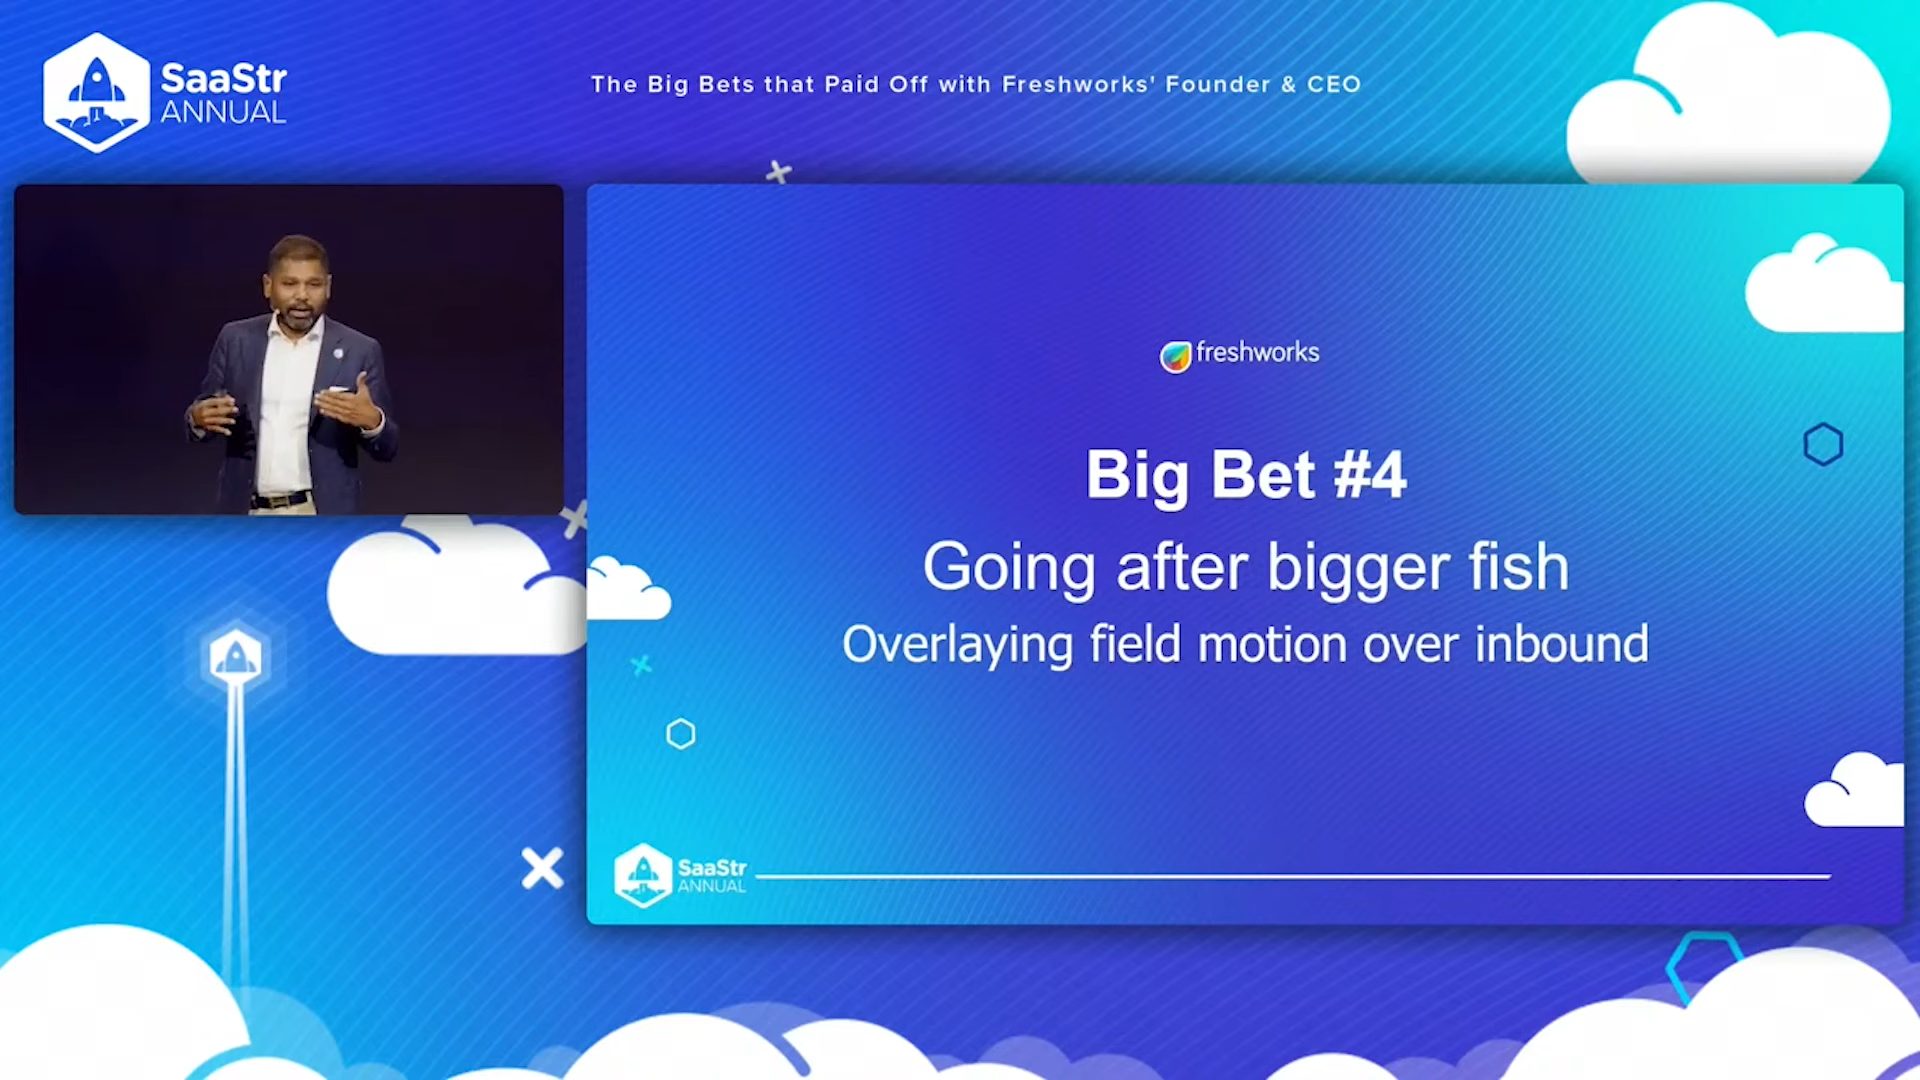 SaaStr
ANNUAL
The Big Bets that Paid Off with Freshworks' Founder & CEO
freshworks
Big Bet #4
Going after bigger fish
Overlaying field motion over inbound
SaaStr
ANNUAL